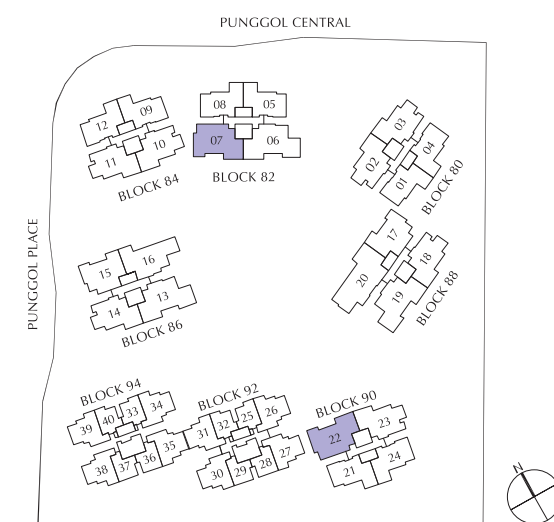 PUNGGOL CENTRAL
PUNGGOL PLACE
12 09
11 10
BLOCK 84
08 05
07 06
BLOCK 82
03
04
02
01
BLOCK 80
17
18
20
19
BLOCK 88
15 16
14 13
BLOCK 86
BLOCK 94
39 40 33 34
38 37 36 35
BLOCK 92
31 32 25 26
30 29 28 27
BLOCK 90
22 23
21 24
N